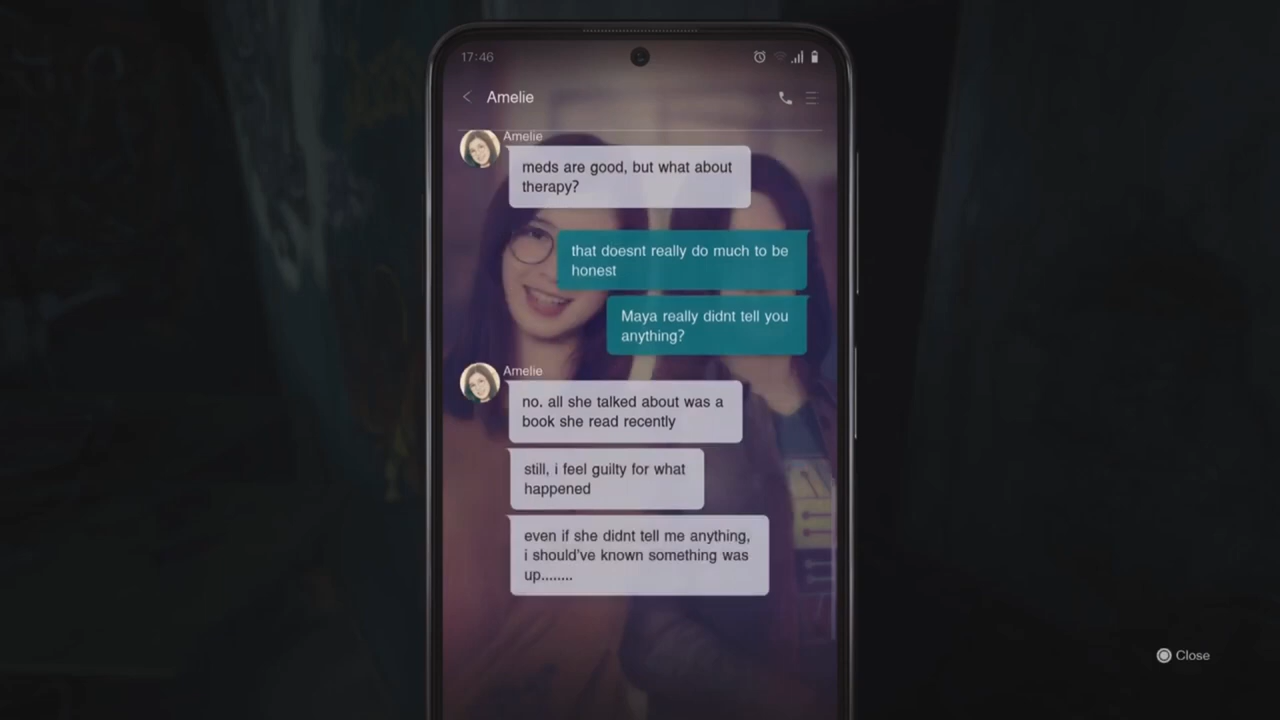 17:46
Amelie
Amelie
meds are good, but what about
therapy?
that doesnt really do much to be
honest
Maya really didnt tell you
anything?
Amelie
no. all she talked about was a
book she read recently
still, i feel guilty for what
happened
even if she didnt tell me anything,
i should've known something was
up........
Close